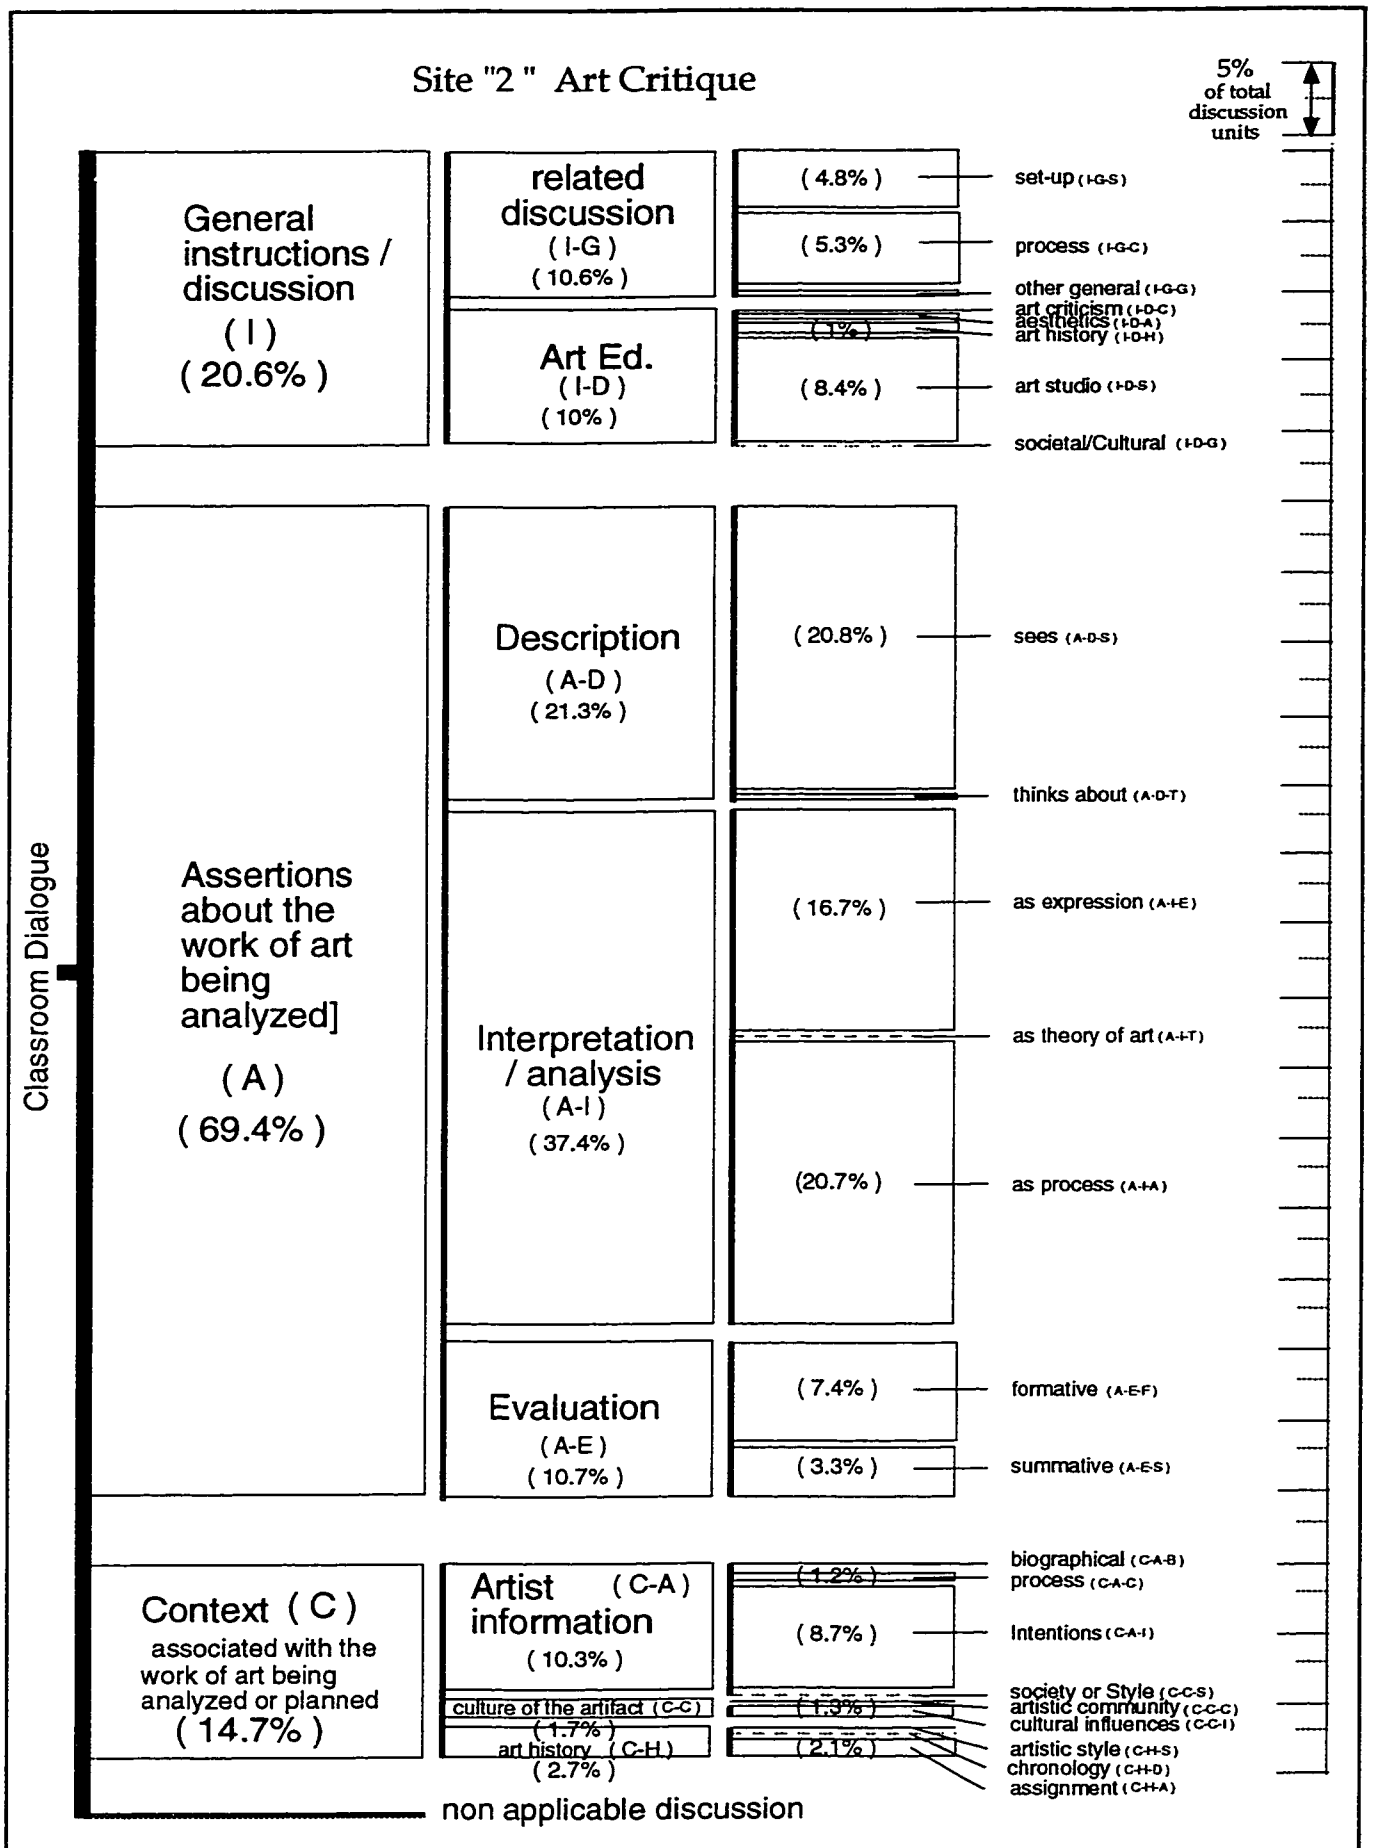 Site "2 " Art Critique
5%
of total
discussion
units
Classroom Dialogue
General
instructions /
discussion
( I )
( 20.6% )
related
discussion
( I-G )
( 10.6% )
( 4.8% )
set-up ( I-G-S )
( 5.3% )
process ( I-G-C )
other general ( I-G-G )
Art Ed.
( I-D )
( 10% )
art criticism ( I-D-C )
aesthetics ( I-D-A )
( 1% )
art history ( I-D-H )
( 8.4% )
art studio ( I-D-S )
societal/Cultural ( I-D-G )
Assertions
about the
work of art
being
analyzed]
( A )
( 69.4% )
Description
( A-D )
( 21.3% )
( 20.8% )
sees ( A-D-S )
thinks about ( A-D-T )
Interpretation
/ analysis
( A-I )
( 37.4% )
( 16.7% )
as expression ( A-I-E )
as theory of art ( A-I-T )
(20.7% )
as process ( A-I-A )
Evaluation
( A-E )
( 10.7% )
( 7.4% )
formative ( A-E-F )
( 3.3% )
summative ( A-E-S )
Context ( C )
associated with the
work of art being
analyzed or planned
( 14.7% )
Artist ( C-A )
information
( 10.3% )
biographical ( C-A-B )
( 1.2% )
process ( C-A-C )
( 8.7% )
Intentions ( C-A-I )
culture of the artifact ( C-C )
( 1.7% )
society or Style ( C-C-S )
artistic community ( C-C-C )
( 1.3% )
cultural influences ( C-C-I )
art history ( C-H )
( 2.7% )
( 2.1% )
artistic style ( C-H-S )
chronology ( C-H-D )
assignment ( C-H-A )
non applicable discussion